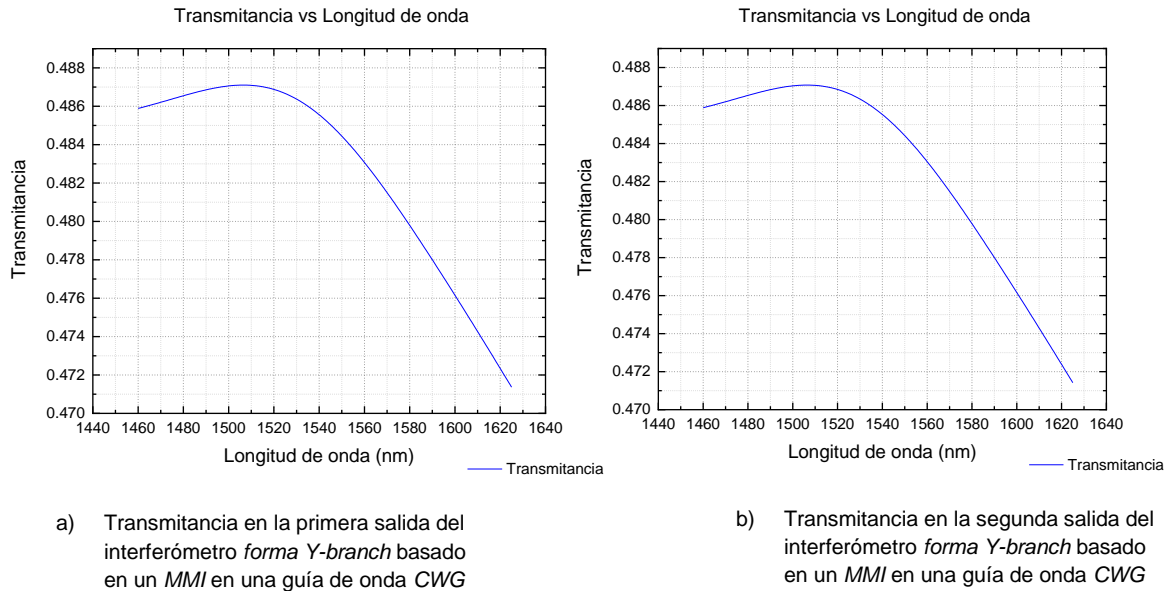 Transmitancia vs Longitud de onda
0.488
0.486
0.484
0.482
0.480
0.478
0.476
0.474
0.472
0.470
Transmitancia
1440 1460 1480 1500 1520 1540 1560 1580 1600 1620 1640
Longitud de onda (nm)
Transmitancia
a) Transmitancia en la primera salida del
interferómetro forma Y-branch basado
en un MMI en una guía de onda CWG
Transmitancia vs Longitud de onda
0.488
0.486
0.484
0.482
0.480
0.478
0.476
0.474
0.472
0.470
Transmitancia
1440 1460 1480 1500 1520 1540 1560 1580 1600 1620 1640
Longitud de onda (nm)
Transmitancia
b) Transmitancia en la segunda salida del
interferómetro forma Y-branch basado
en un MMI en una guía de onda CWG